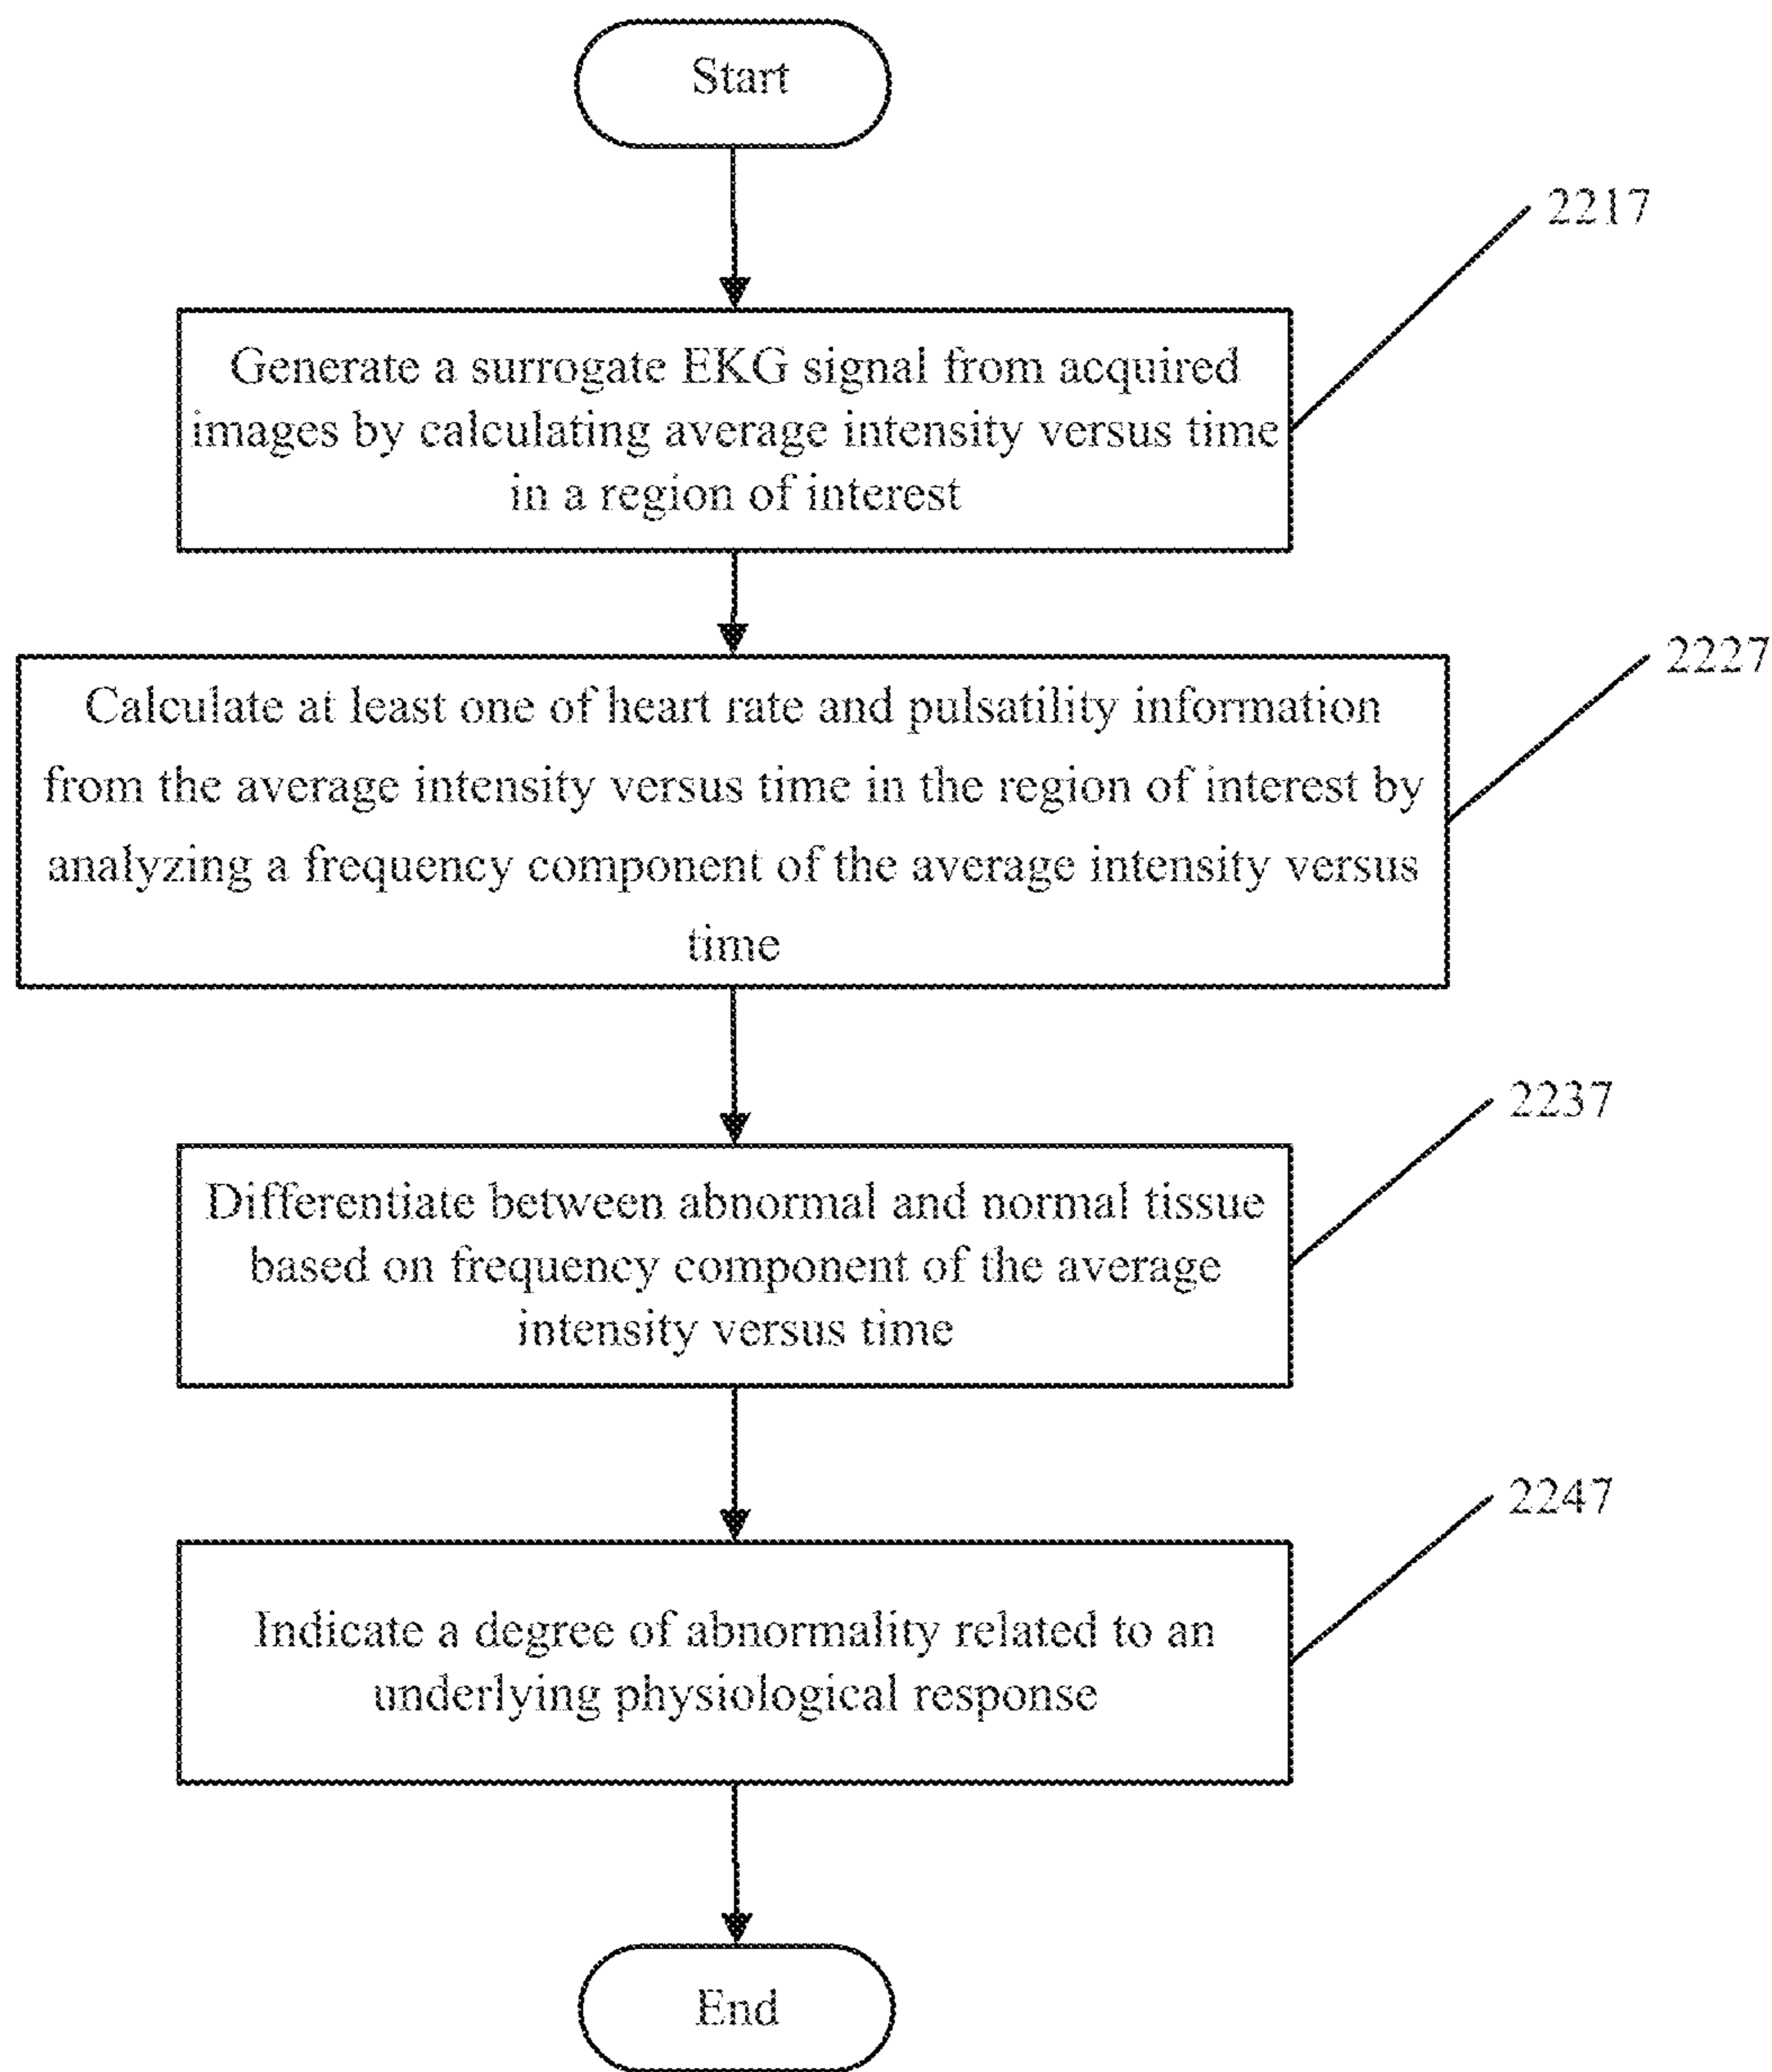 Start
2217
Generate a surrogate EKG signal from acquired
images by calculating average intensity versus time
in a region of interest
2227
Calculate at least one of heart rate and pulsatility information
from the average intensity versus time in the region of interest by
analyzing a frequency component of the average intensity versus
time
2237
Differentiate between abnormal and normal tissue
based on frequency component of the average
intensity versus time
2247
Indicate a degree of abnormality related to an
underlying physiological response
End